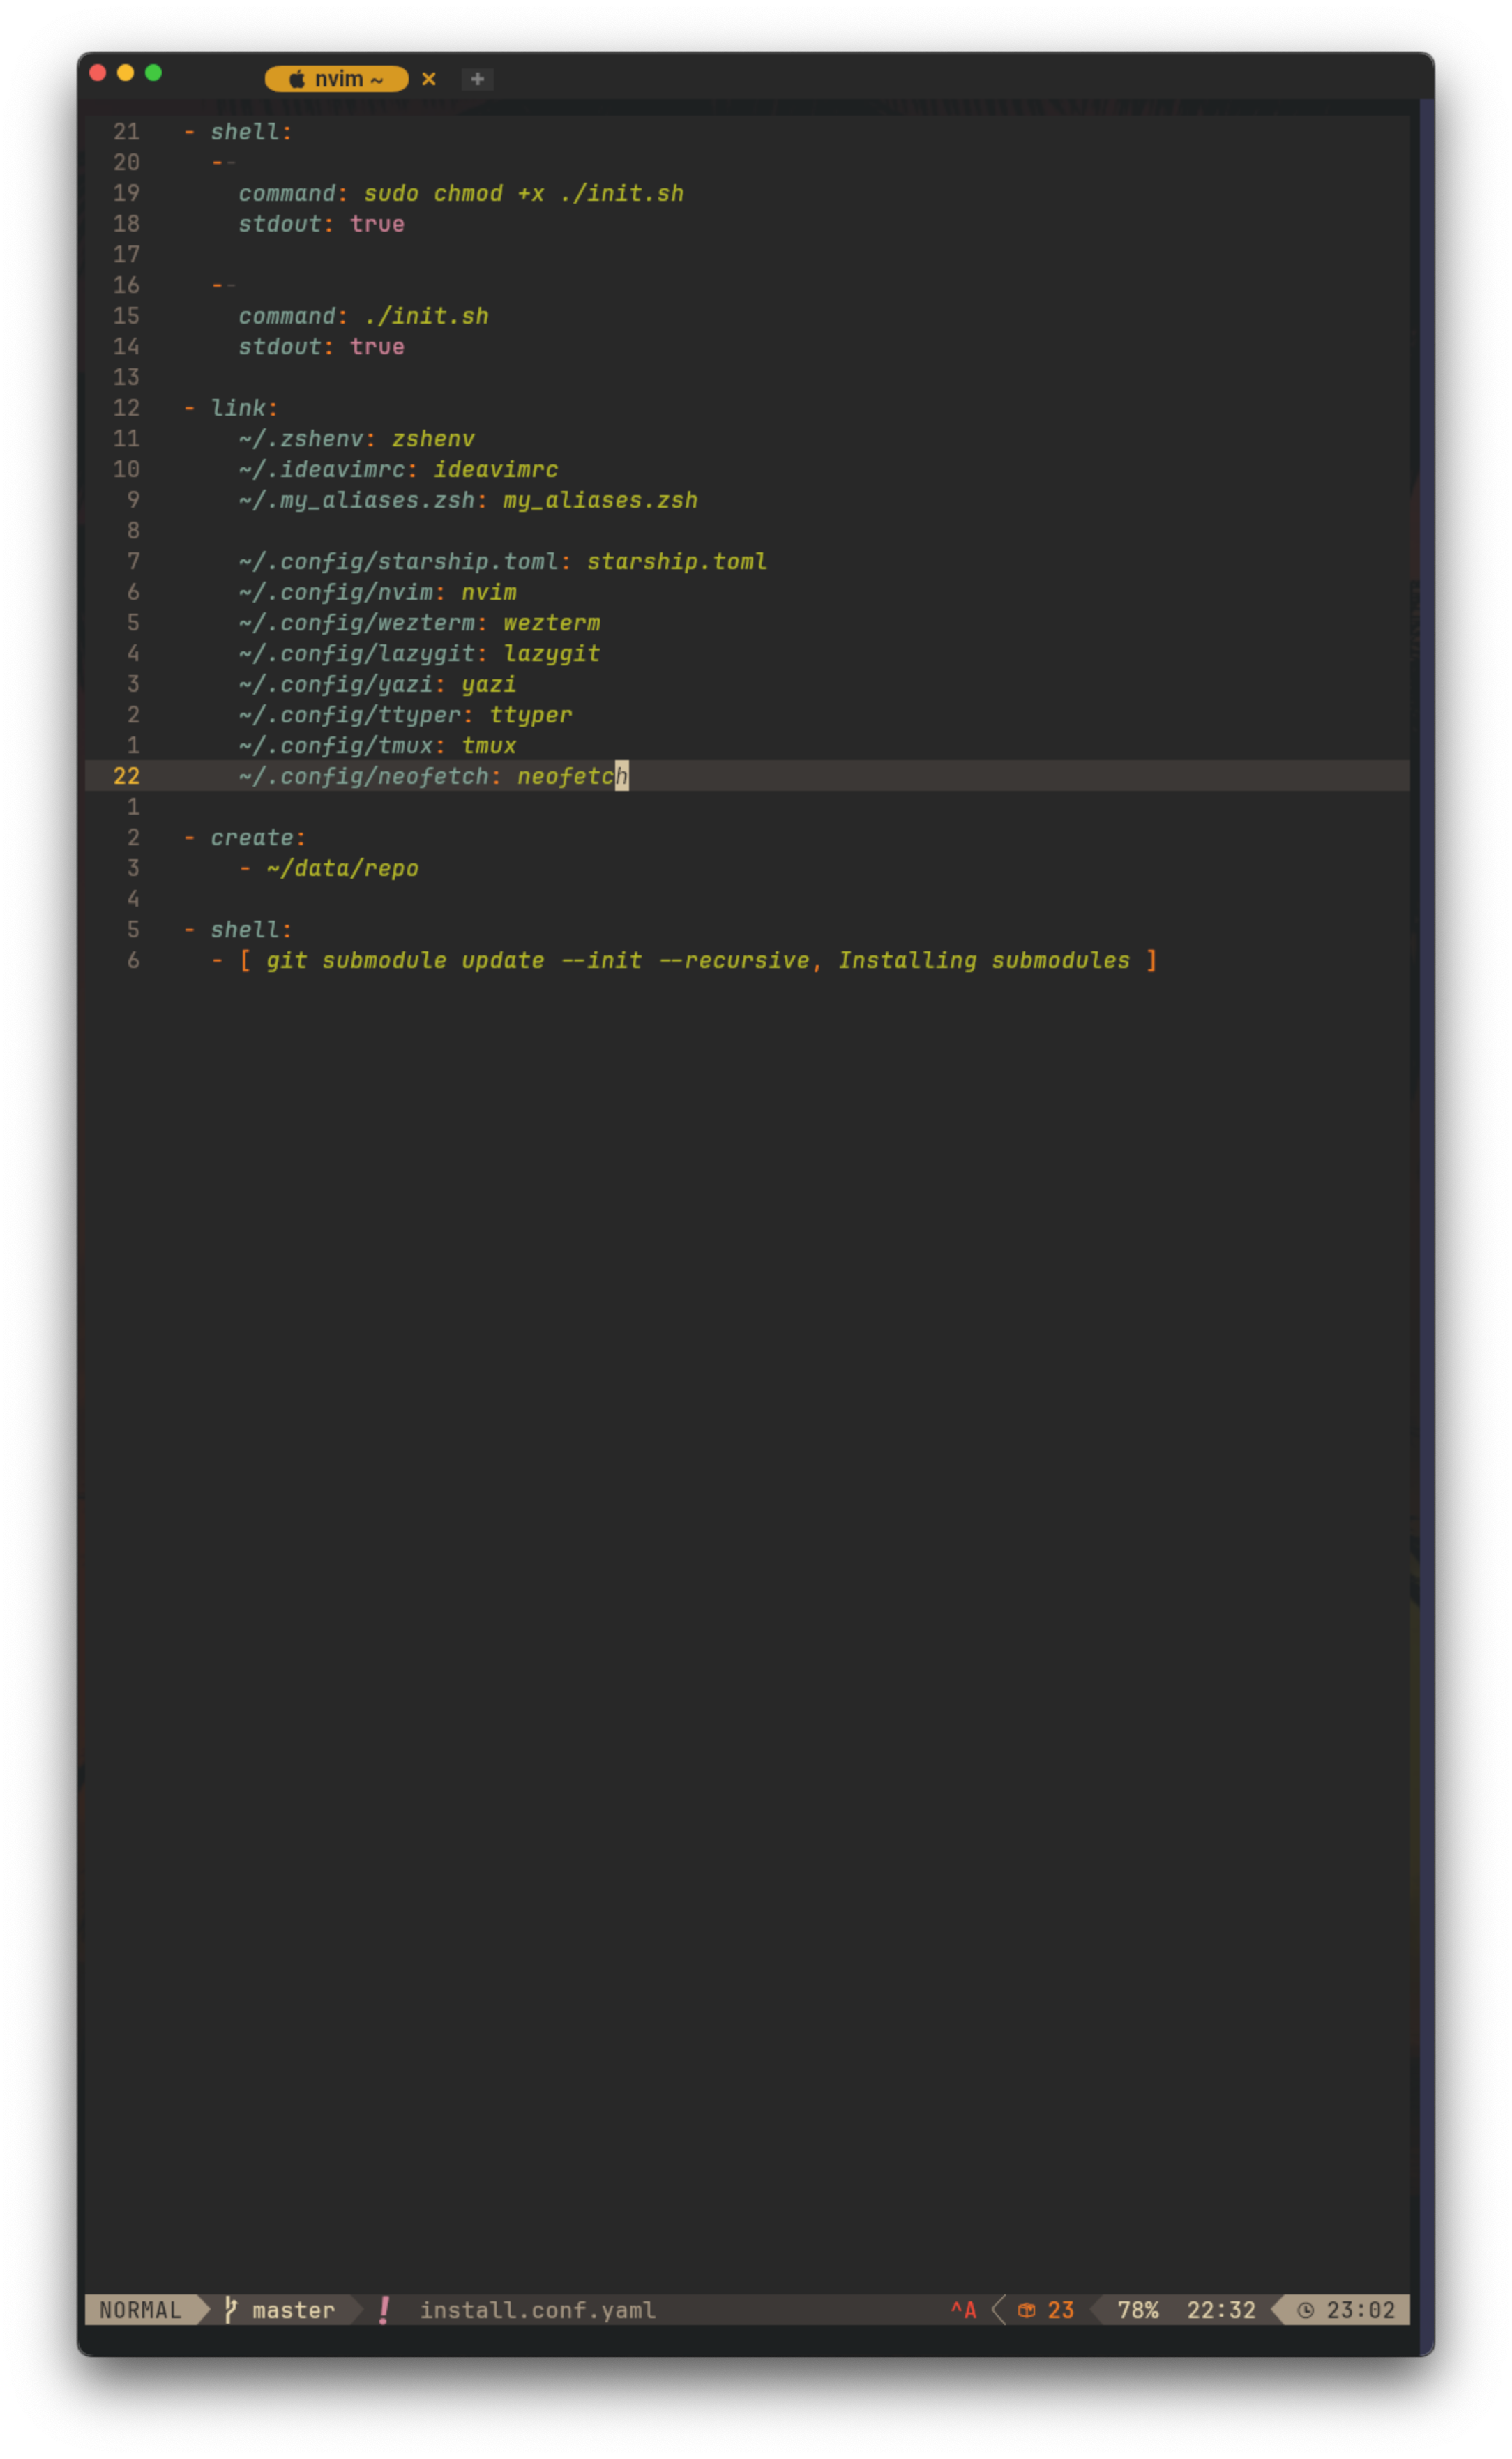 nvim ~ × +
21 - shell:
20 --
19 command: sudo chmod +x ./init.sh
18 stdout: true
17
16 --
15 command: ./init.sh
14 stdout: true
13
12 - link:
11 ~/.zshenv: zshenv
10 ~/.ideavimrc: ideavimrc
9 ~/.my_aliases.zsh: my_aliases.zsh
8
7 ~/.config/starship.toml: starship.toml
6 ~/.config/nvim: nvim
5 ~/.config/wezterm: wezterm
4 ~/.config/lazygit: lazygit
3 ~/.config/yazi: yazi
2 ~/.config/ttyper: ttyper
1 ~/.config/tmux: tmux
22 ~/.config/neofetch: neofetch
1
2 - create:
3 - ~/data/repo
4
5 - shell:
6 - [ git submodule update --init --recursive, Installing submodules ]
NORMAL master ! install.conf.yaml ^A 23 78% 22:32 23:02